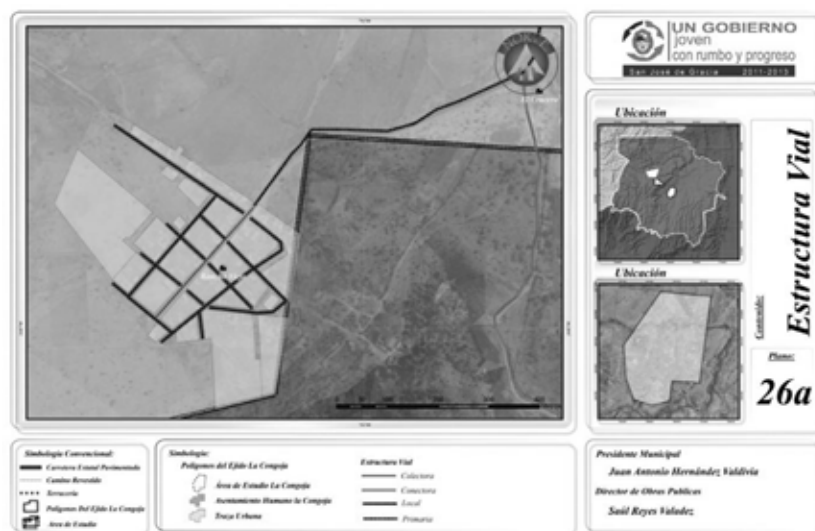 NORTE
UN GOBIERNO
joven
con rumbo y progreso
San José de Gracia 2011-2013
Ubicación
Ubicación
Contenido:
Estructura Vial
Plano:
26a
Simbología Convencional:
Carretera Estatal Pavimentada
Camino Revestido
Terracería
Polígonos Del Ejido La Congoja
Area de Estudio
Simbología:
Polígonos Del Ejido La Congoja
Área de Estudio La Congoja
Asentamiento Humano la Congoja
Traza Urbana
Estructura Vial
Colectora
Conectora
Local
Primaria
Presidente Municipal
Juan Antonio Hernández Valdivia
Director de Obras Publicas
Saúl Reyes Valadez